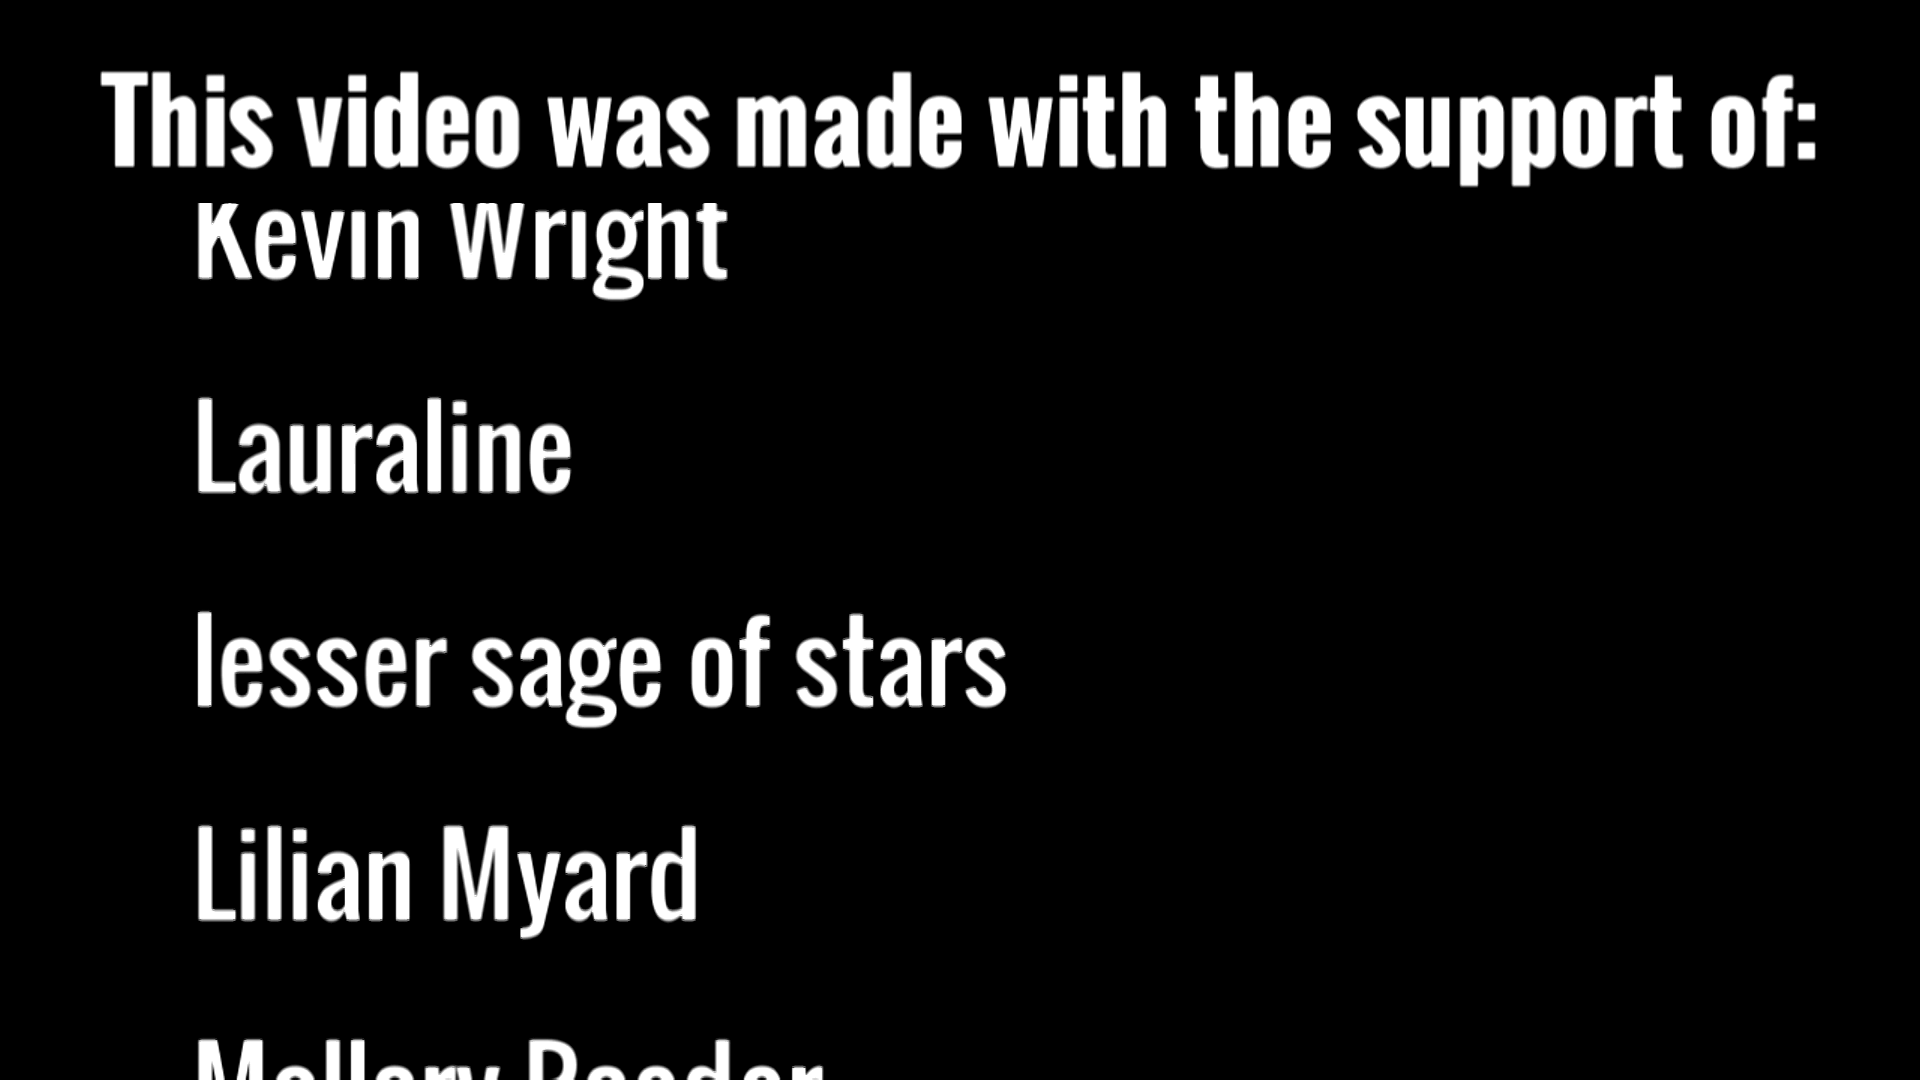 This video was made with the support of:
Kevin Wright
Lauraline
lesser sage of stars
Lilian Myard